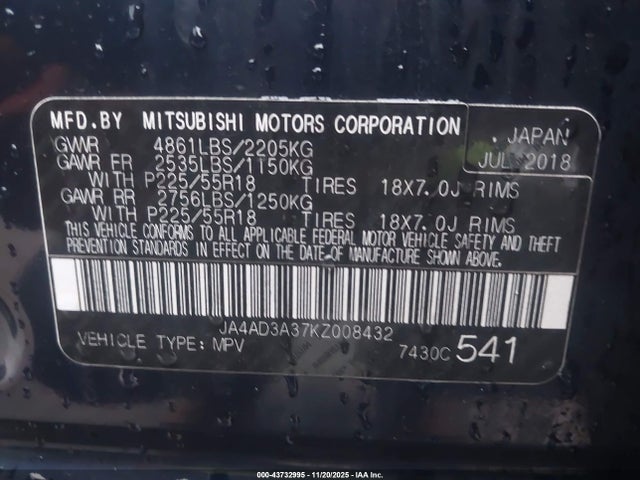 MFD.BY MITSUBISHI MOTORS CORPORATION . JAPAN
GVWR 4861LBS/2205KG JUL 2018
GAWR FR 2535LBS/1150KG
WITH P225/55R18 TIRES 18X7.0J RIMS
GAWR RR 2756LBS/1250KG
WITH P225/55R18 TIRES 18X7.0J RIMS
THIS VEHICLE CONFORMS TO ALL APPLICABLE FEDERAL MOTOR VEHICLE SAFETY AND THEFT
PREVENTION STANDARDS IN EFFECT ON THE DATE OF MANUFACTURE SHOWN ABOVE.
JA4AD3A37KZ008432
VEHICLE TYPE: MPV 7430C 541
000-43732995 - 11/20/2025 - IAA Inc.